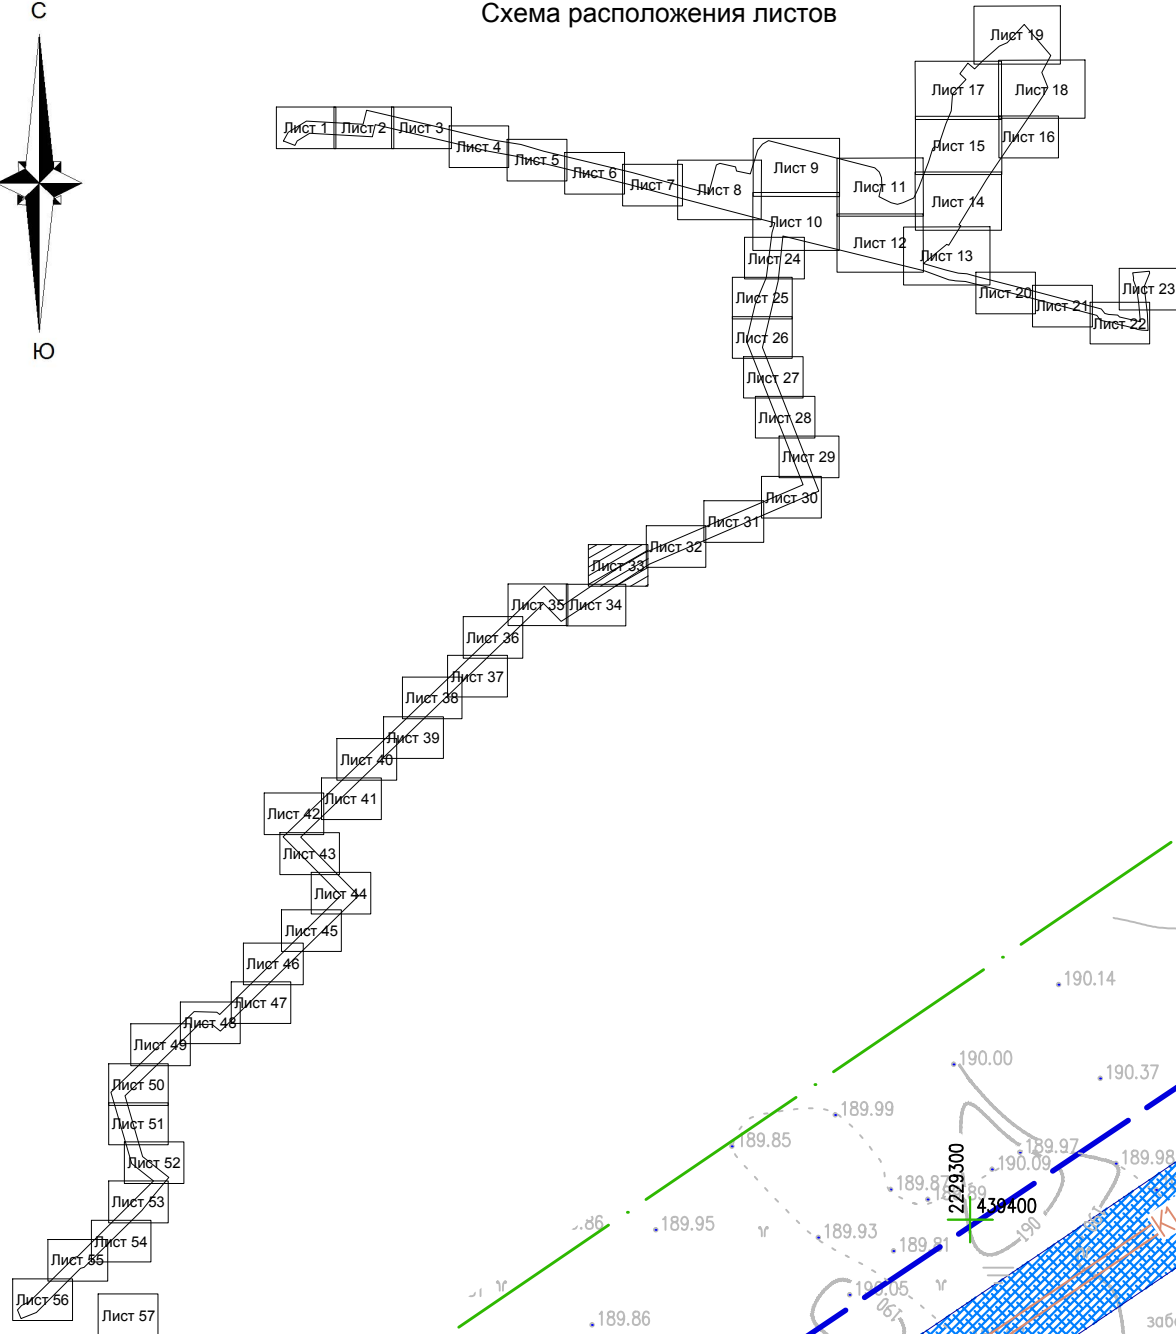 С
Схема расположения листов
Лист 19
Лист 17
Лист 18
Лист 1
Лист 2
Лист 3
Лист 16
Лист 4
Лист 15
Лист 5
Лист 9
Лист 6
Лист 7
Лист 8
Лист 11
Лист 14
Лист 10
Лист 12
Лист 13
Лист 24
Лист 23
Лист 20
Лист 25
Лист 21
Лист 22
Лист 26
Ю
Лист 27
Лист 28
Лист 29
Лист 30
Лист 31
Лист 32
Лист 33
Лист 35
Лист 34
Лист 36
Лист 37
Лист 38
Лист 39
Лист 40
Лист 41
Лист 42
Лист 43
Лист 44
Лист 45
Лист 46
Лист 47
Лист 48
Лист 49
Лист 50
Лист 51
Лист 52
Лист 53
Лист 54
Лист 55
Лист 56
Лист 57
190.14
190.00
190.37
189.99
189.85
189.97
189.98
190.09
2229300
439400
189.95
189.93
189.81
190
190.05
190
189.86
К1